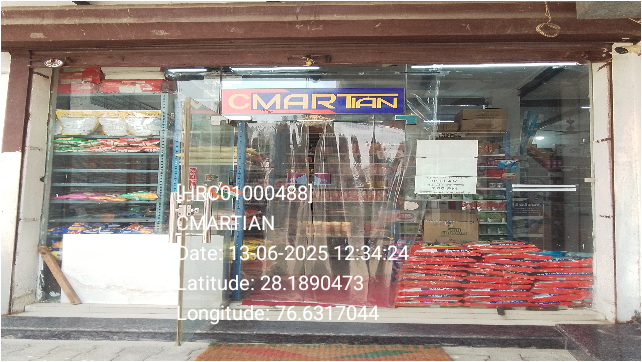 CMARTIAN
[HRC01000488]
CMARTIAN
Date: 13-06-2025 12:34:24
Latitude: 28.1890473
Longitude: 76.6317044